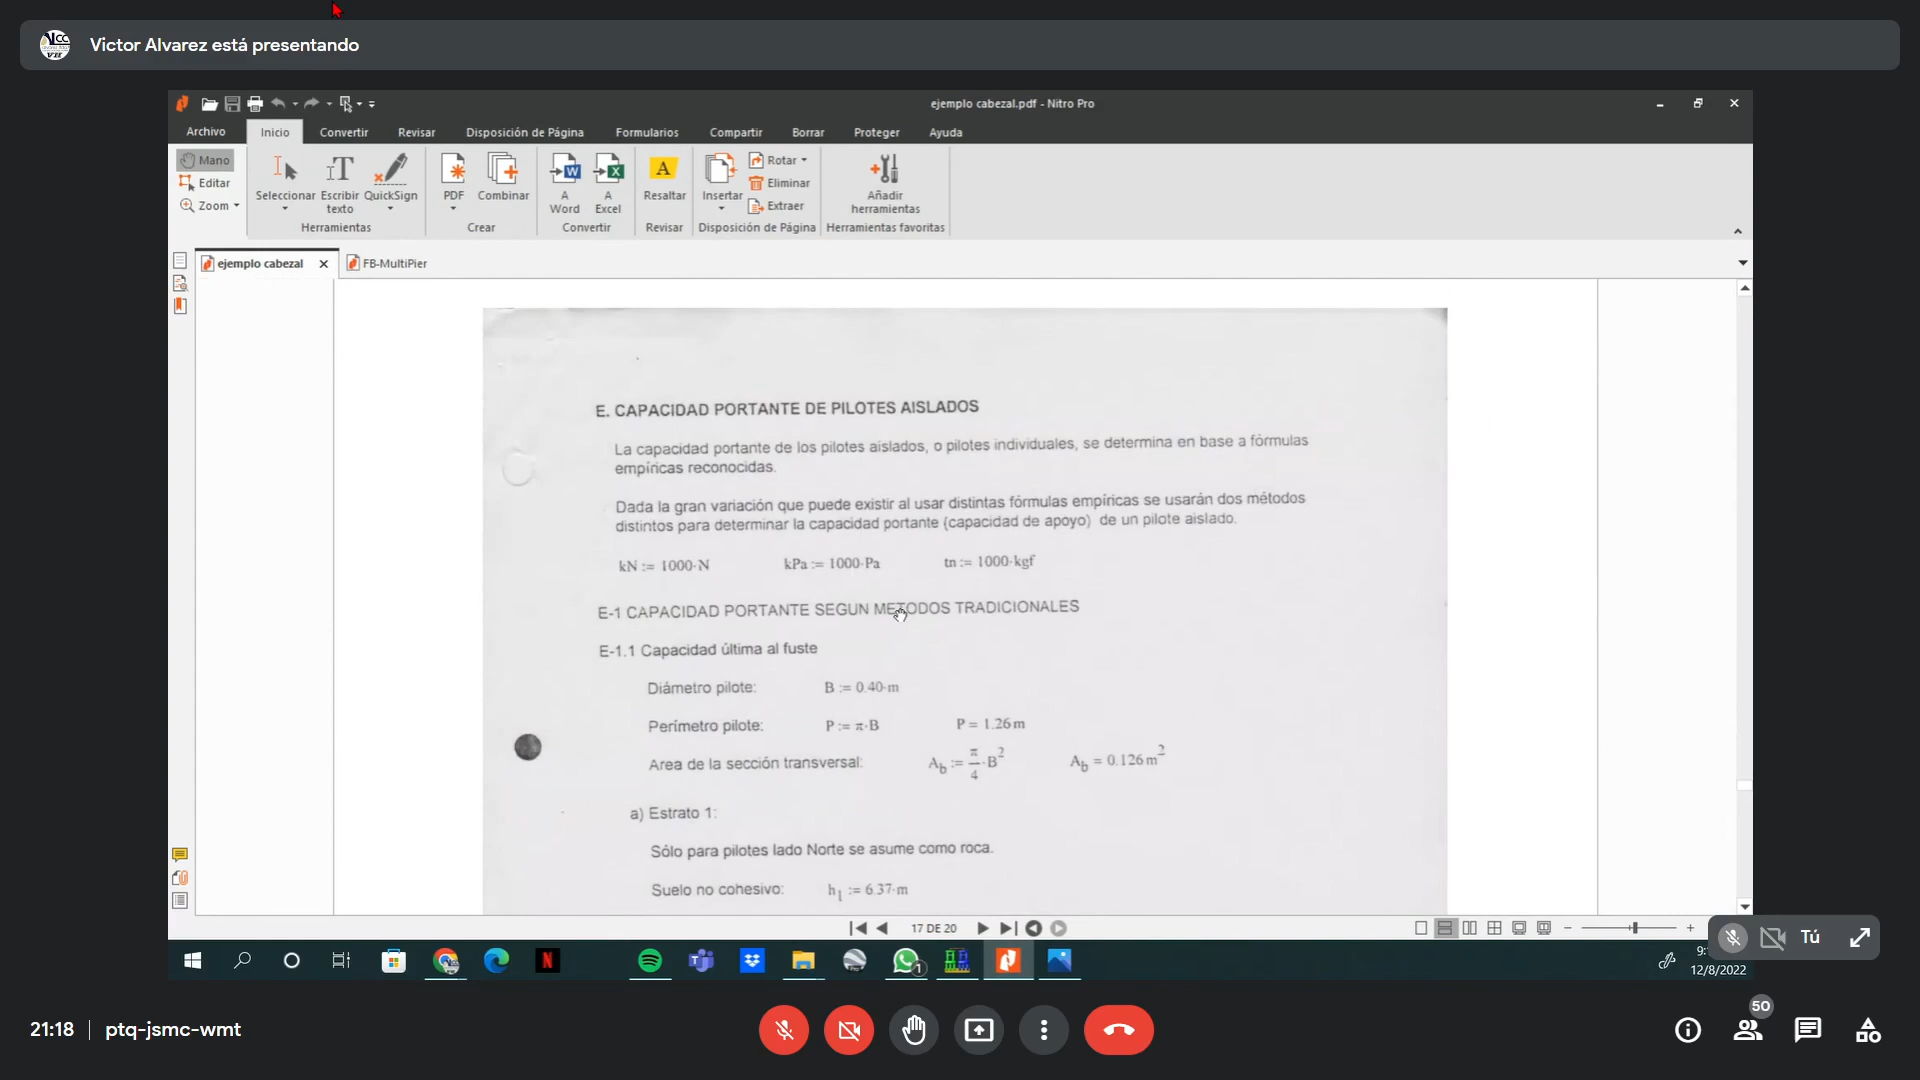 Victor Alvarez está presentando
ejemplo cabezal.pdf - Nitro Pro
Archivo Inicio Convertir Revisar Disposición de Página Formularios Compartir Borrar Proteger Ayuda
Mano
Editar
Zoom
Seleccionar
Escribir texto
QuickSign
Herramientas
PDF
Combinar
Crear
A Word
A Excel
Convertir
Resaltar
Revisar
Insertar
Rotar
Eliminar
Extraer
Disposición de Página
Añadir herramientas
Herramientas favoritas
ejemplo cabezal
FB-MultiPier
E. CAPACIDAD PORTANTE DE PILOTES AISLADOS
La capacidad portante de los pilotes aislados, o pilotes individuales, se determina en base a fórmulas
empíricas reconocidas.
Dada la gran variación que puede existir al usar distintas fórmulas empíricas se usarán dos métodos
distintos para determinar la capacidad portante (capacidad de apoyo) de un pilote aislado.
kN := 1000·N kPa := 1000·Pa tn := 1000·kgf
E-1 CAPACIDAD PORTANTE SEGUN METODOS TRADICIONALES
E-1.1 Capacidad última al fuste
Diámetro pilote: B := 0.40·m
Perímetro pilote: P := π·B P = 1.26 m
Area de la sección transversal: A_b := π/4·B² A_b = 0.126 m²
a) Estrato 1:
Sólo para pilotes lado Norte se asume como roca.
Suelo no cohesivo: h₁ := 6.37·m
17 DE 20
Tú
12/8/2022
21:18 ptq-jsmc-wmt
50